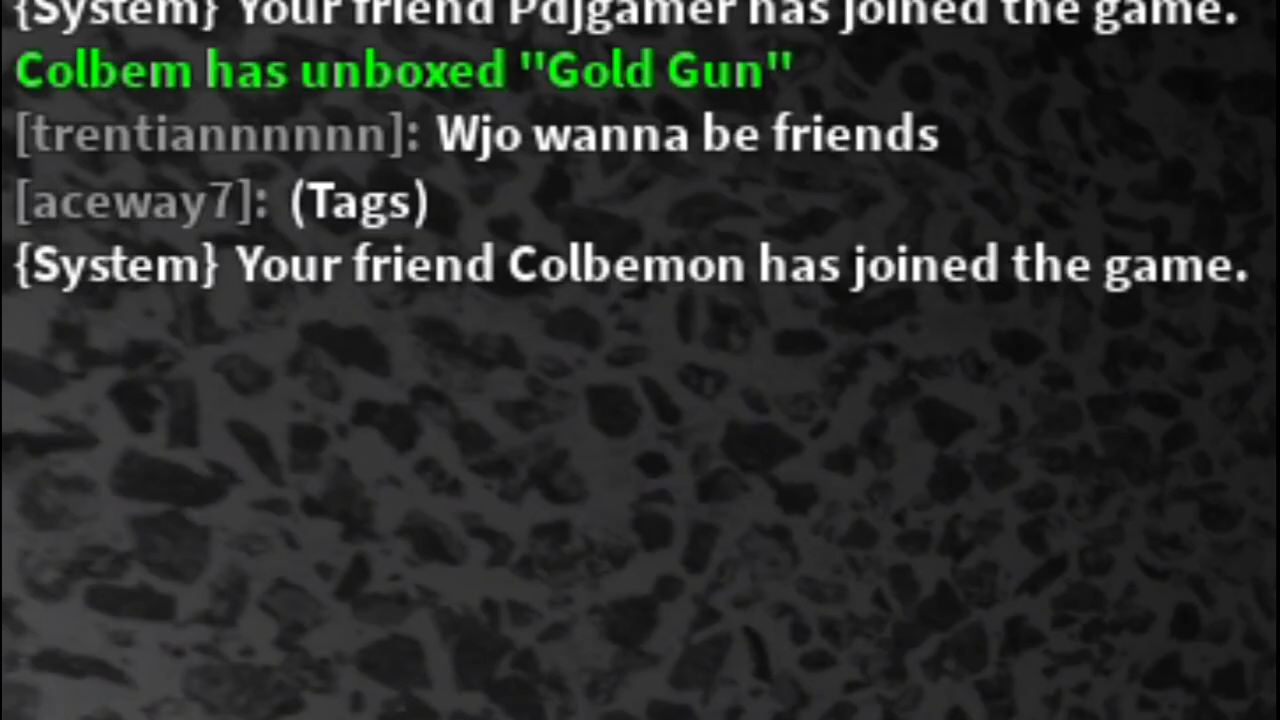 {System} Your friend Pdjgamer has joined the game.
Colbem has unboxed "Gold Gun"
[trentiannnnnn]: Wjo wanna be friends
[aceway7]: (Tags)
{System} Your friend Colbemon has joined the game.